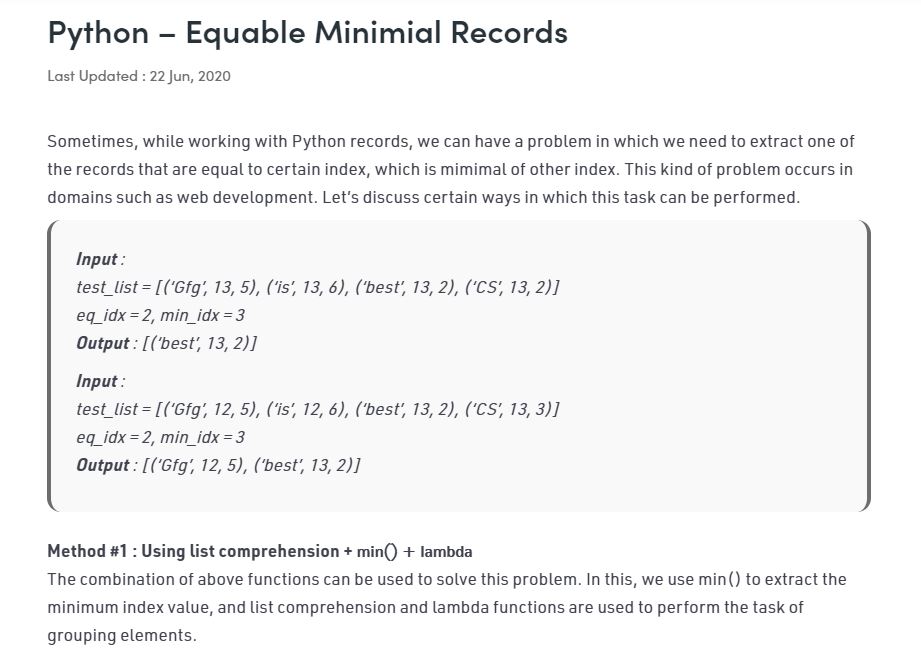 Python – Equable Minimial Records
Last Updated : 22 Jun, 2020
Sometimes, while working with Python records, we can have a problem in which we need to extract one of
the records that are equal to certain index, which is mimimal of other index. This kind of problem occurs in
domains such as web development. Let’s discuss certain ways in which this task can be performed.
Input :
test_list = [(‘Gfg’, 13, 5), (‘is’, 13, 6), (‘best’, 13, 2), (‘CS’, 13, 2)]
eq_idx = 2, min_idx = 3
Output : [(‘best’, 13, 2)]
Input :
test_list = [(‘Gfg’, 12, 5), (‘is’, 12, 6), (‘best’, 13, 2), (‘CS’, 13, 3)]
eq_idx = 2, min_idx = 3
Output : [(‘Gfg’, 12, 5), (‘best’, 13, 2)]
Method #1 : Using list comprehension + min() + lambda
The combination of above functions can be used to solve this problem. In this, we use min() to extract the
minimum index value, and list comprehension and lambda functions are used to perform the task of
grouping elements.